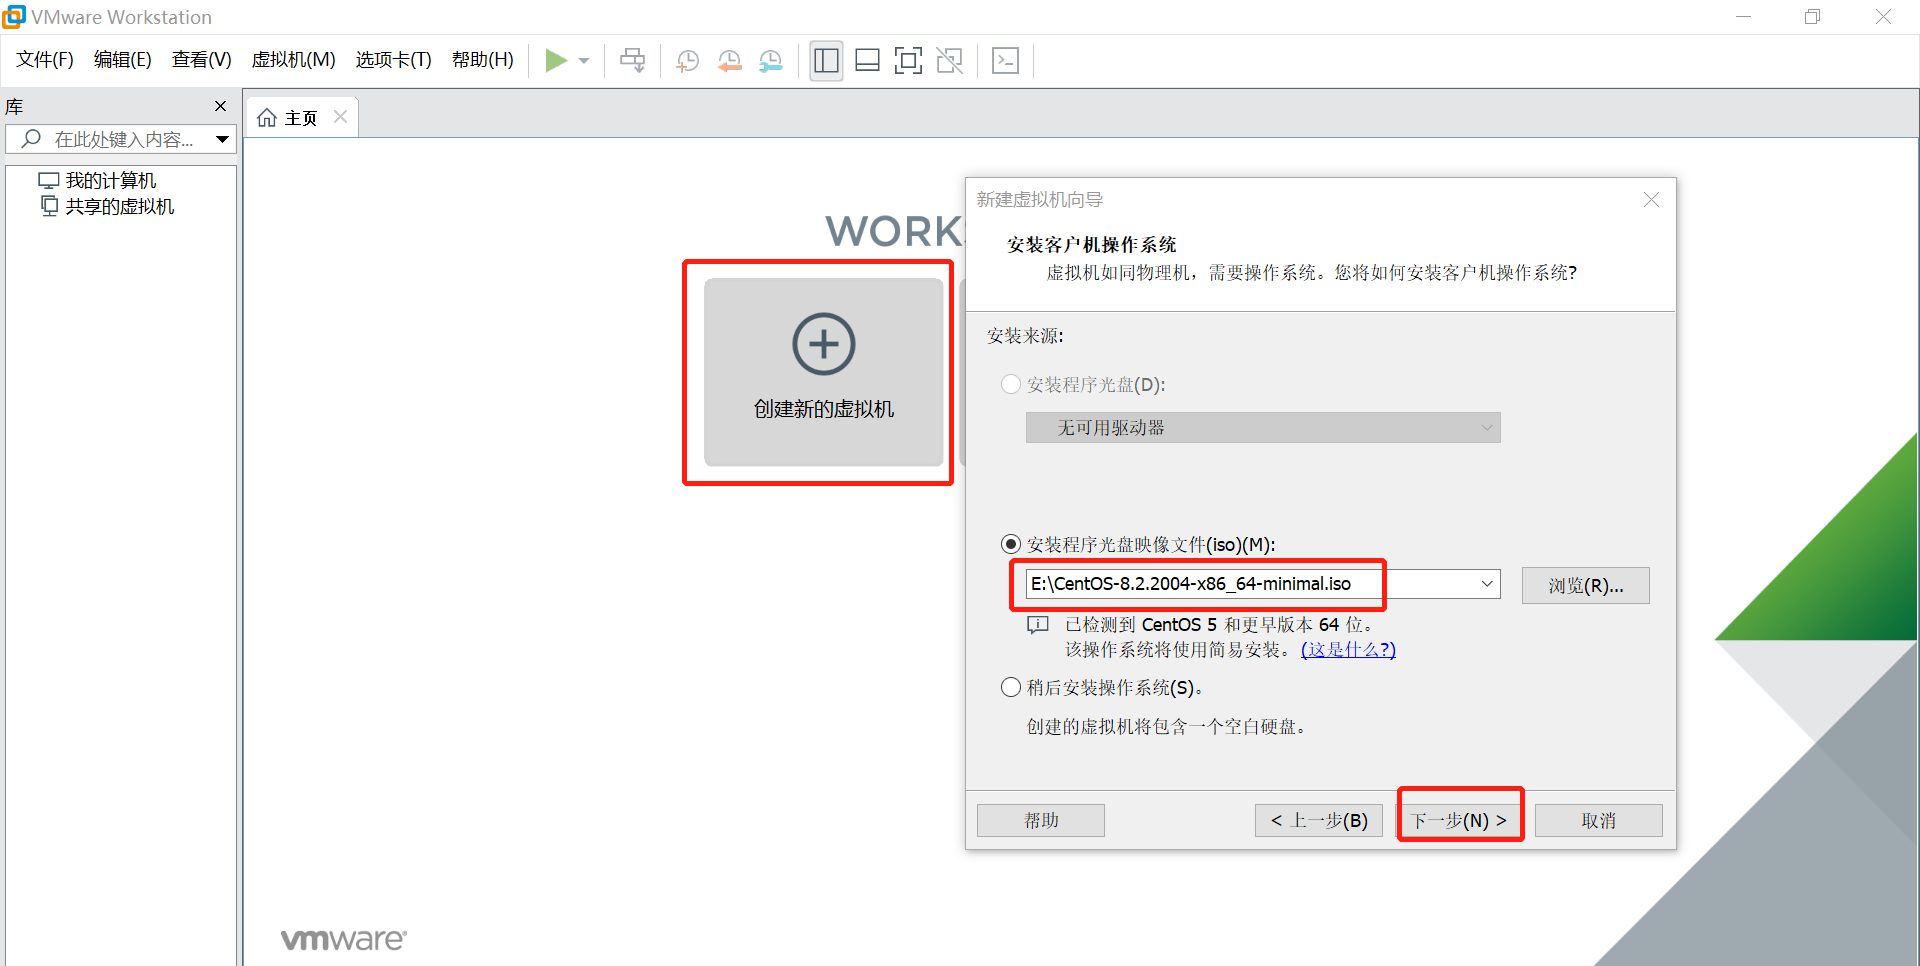 VMware Workstation
文件(F) 编辑(E) 查看(V) 虚拟机(M) 选项卡(T) 帮助(H)
库
在此处键入内容...
我的计算机
共享的虚拟机
主页
WORKS
创建新的虚拟机
新建虚拟机向导
安装客户机操作系统
虚拟机如同物理机，需要操作系统。您将如何安装客户机操作系统?
安装来源:
安装程序光盘(D):
无可用驱动器
安装程序光盘映像文件(iso)(M):
E:\CentOS-8.2.2004-x86_64-minimal.iso
浏览(R)...
已检测到 CentOS 5 和更早版本 64 位。
该操作系统将使用简易安装。(这是什么?)
稍后安装操作系统(S)。
创建的虚拟机将包含一个空白硬盘。
帮助 < 上一步(B) 下一步(N) > 取消
vmware